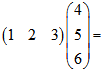 (1 2 3) (4
5
6) =